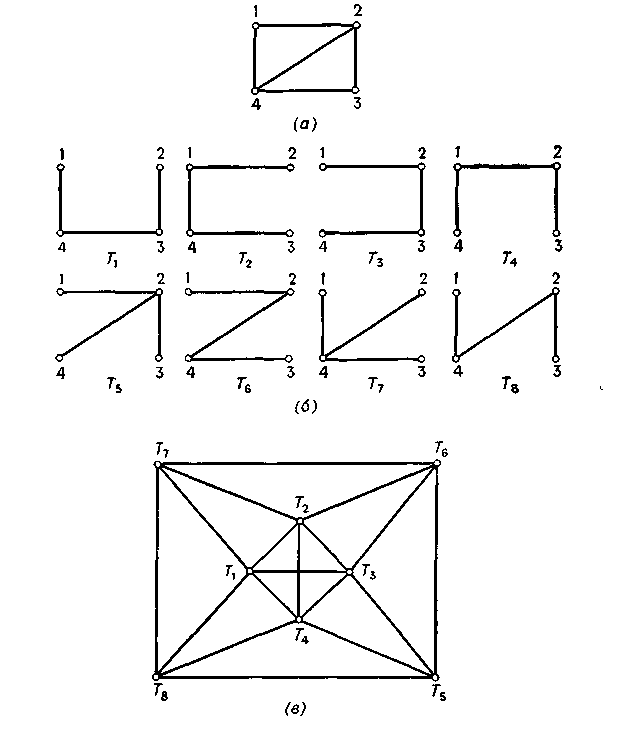 1 2
4 3
(а)
1 2 1 2 1 2 1 2
4 3 4 3 4 3 4 3
T₁ T₂ T₃ T₄
1 2 1 2 1 2 1 2
4 3 4 3 4 3 4 3
T₅ T₆ T₇ T₈
(б)
T₇ T₆
T₂
T₁ T₃
T₄
T₈ T₅
(в)